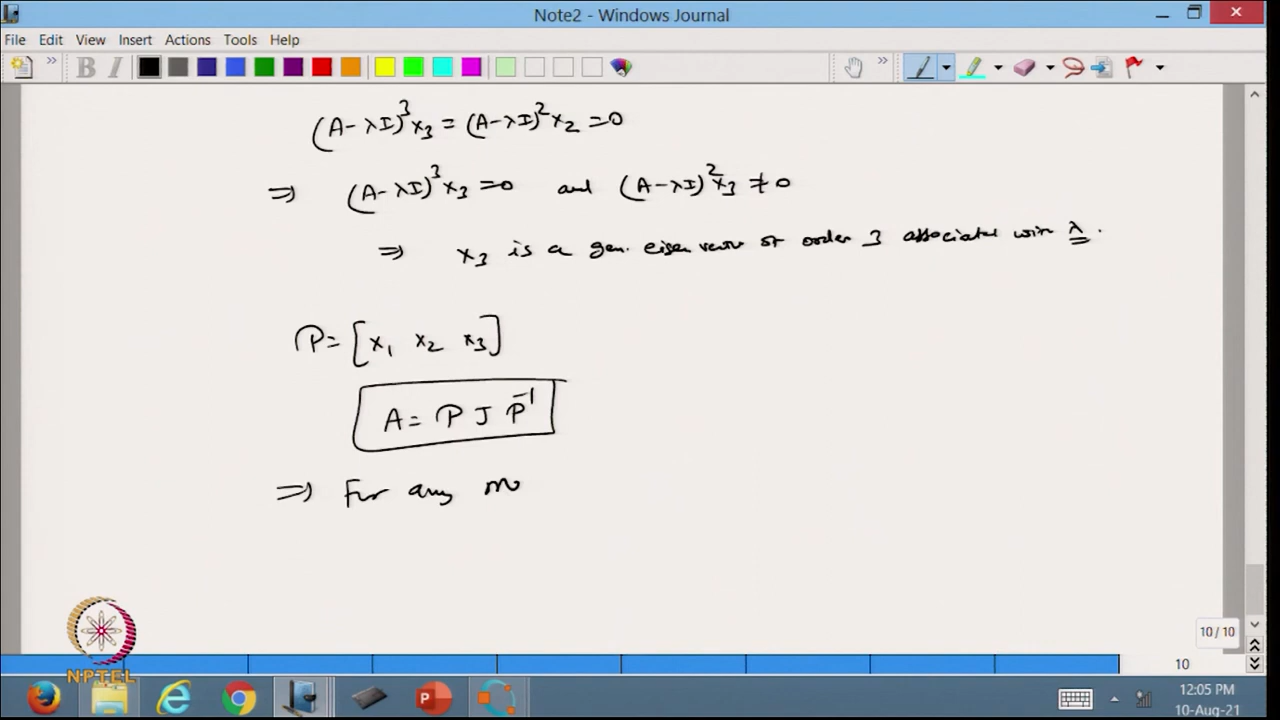 Note2 - Windows Journal
File Edit View Insert Actions Tools Help
(A-λI)³x₃ = (A-λI)²x₂ = 0
⇒ (A-λI)³x₃ = 0 and (A-λI)²x₃ ≠ 0
⇒ x₃ is a gen. eigen vector of order 3 associated with λ.
P = [x₁ x₂ x₃]
A = P J P⁻¹
⇒ For any m
10 / 10
10
NPTEL
12:05 PM
10-Aug-21